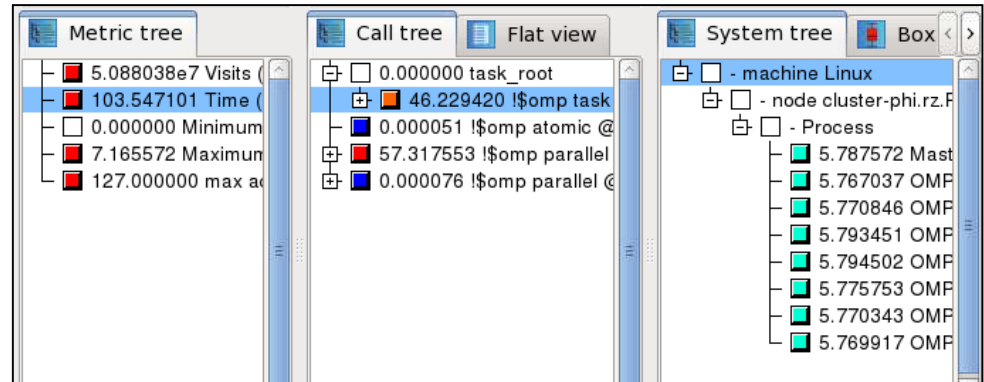 Metric tree
5.088038e7 Visits (
103.547101 Time (
0.000000 Minimum
7.165572 Maximum
127.000000 max
Call tree
Flat view
0.000000 task_root
46.229420 !$omp task
0.000051 !$omp atomic @
57.317553 !$omp parallel
0.000076 !$omp parallel @
System tree
Box
- machine Linux
- node cluster-phi.rz.
- Process
5.787572 Mast
5.767037 OMP
5.770846 OMP
5.793451 OMP
5.794502 OMP
5.775753 OMP
5.770343 OMP
5.769917 OMP